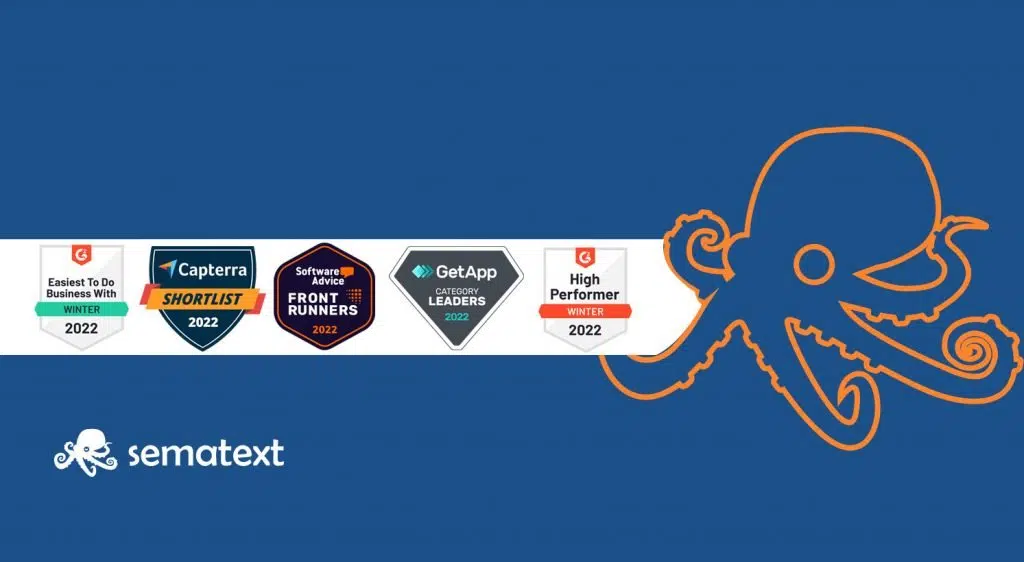 Easiest To Do
Business With
WINTER
2022
Capterra
SHORTLIST
2022
Software
Advice
FRONT
RUNNERS
2022
GetApp
CATEGORY
LEADERS
2022
High
Performer
WINTER
2022
sematext